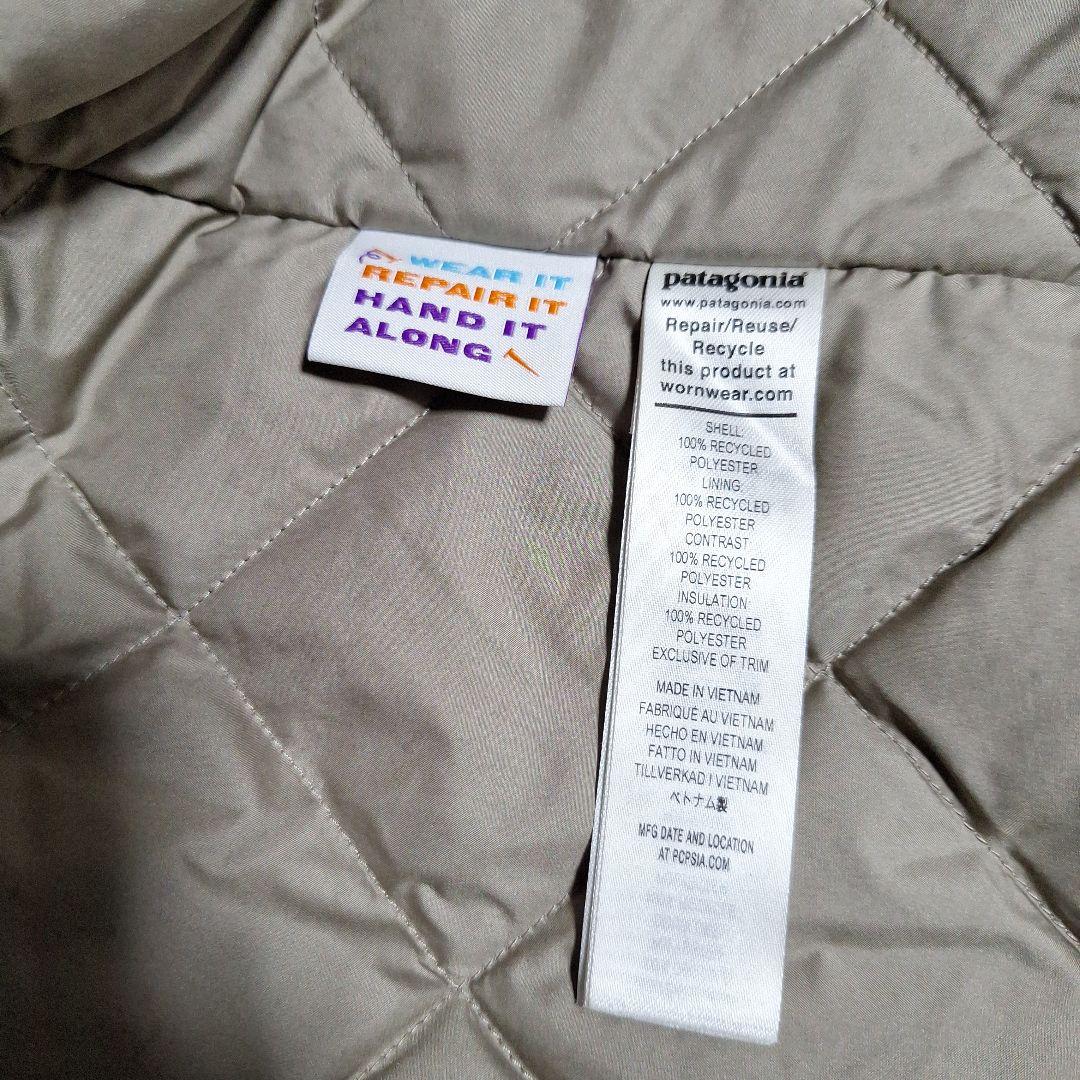 WEAR IT
REPAIR IT
HAND IT
ALONG
patagonia®
www.patagonia.com
Repair/Reuse/
Recycle
this product at
wornwear.com
SHELL:
100% RECYCLED
POLYESTER
LINING:
100% RECYCLED
POLYESTER
CONTRAST:
100% RECYCLED
POLYESTER
INSULATION:
100% RECYCLED
POLYESTER
EXCLUSIVE OF TRIM
MADE IN VIETNAM
FABRIQUÉ AU VIETNAM
HECHO EN VIETNAM
FATTO IN VIETNAM
TILLVERKAD I VIETNAM
ベトナム製
MFG DATE AND LOCATION
AT PCPSIA.COM